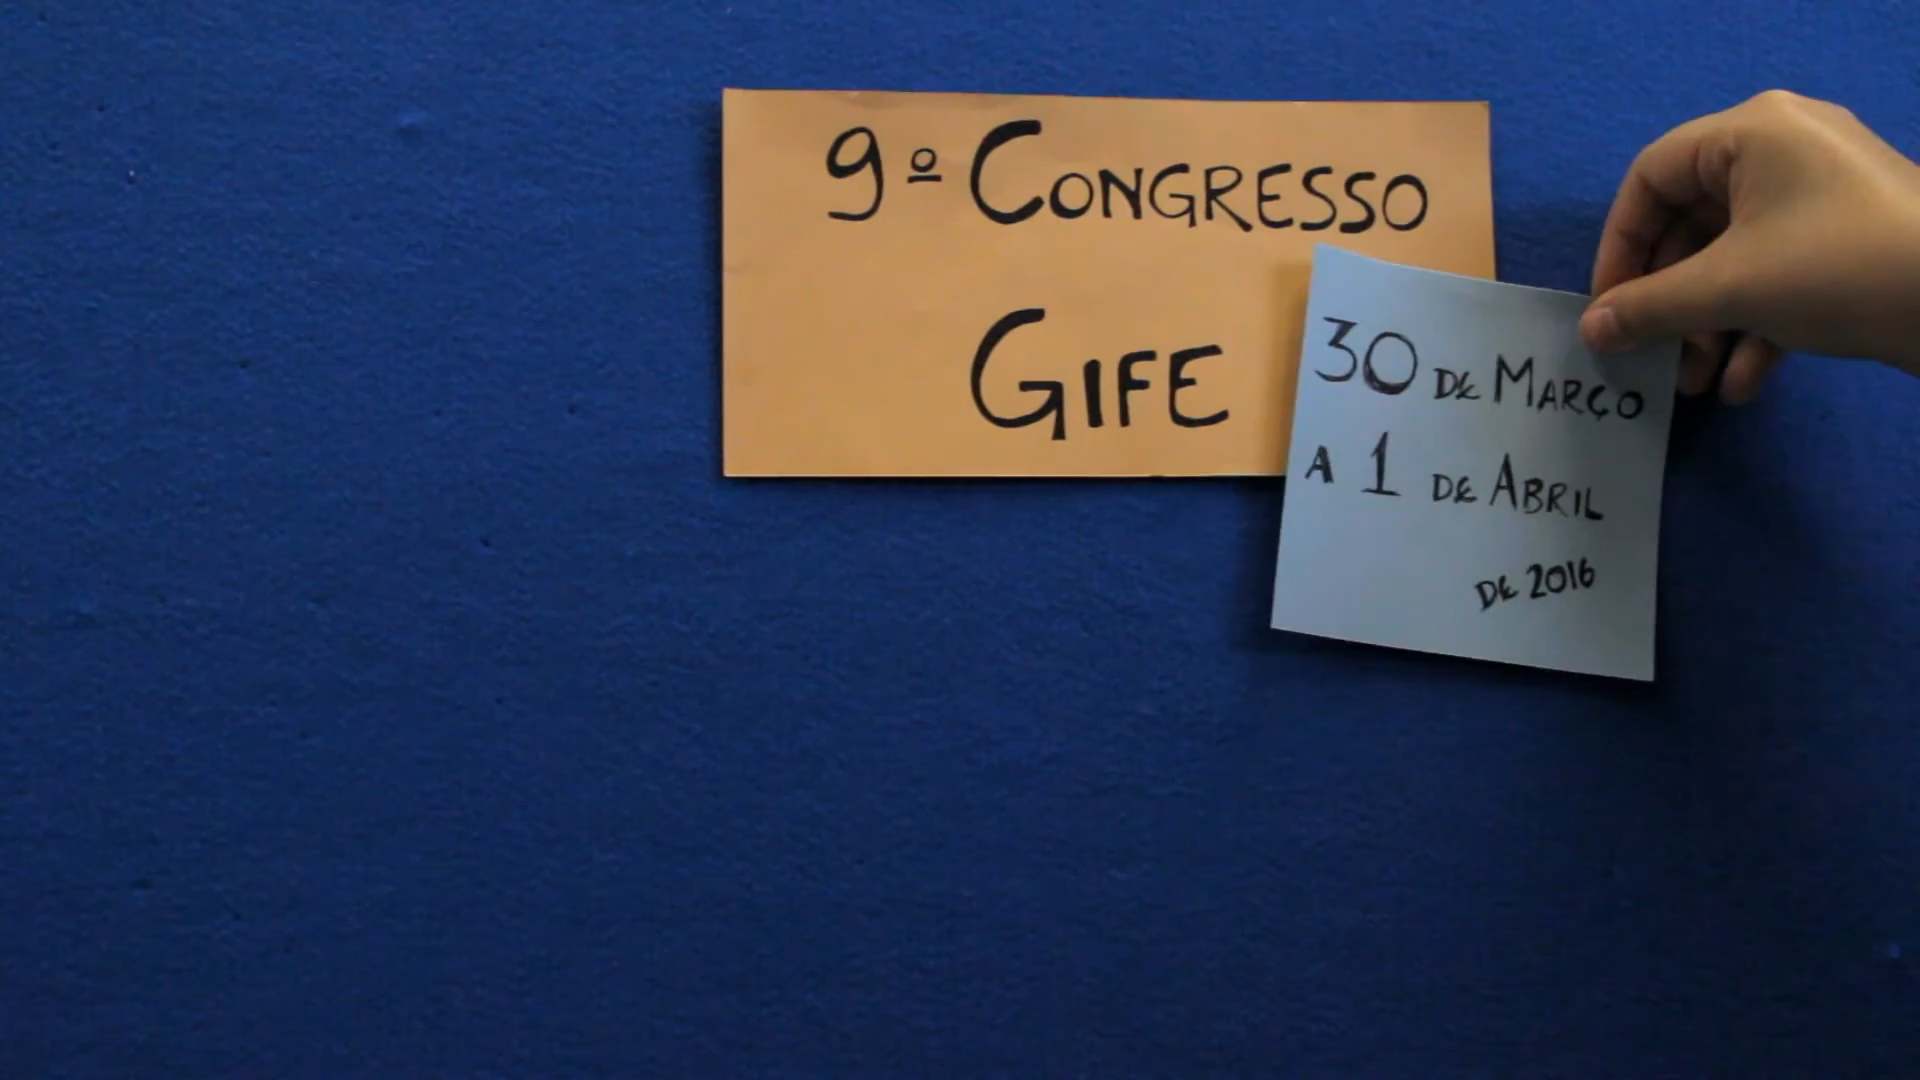 9º CONGRESSO
GIFE
30 DE MARÇO
A 1 DE ABRIL
DE 2016